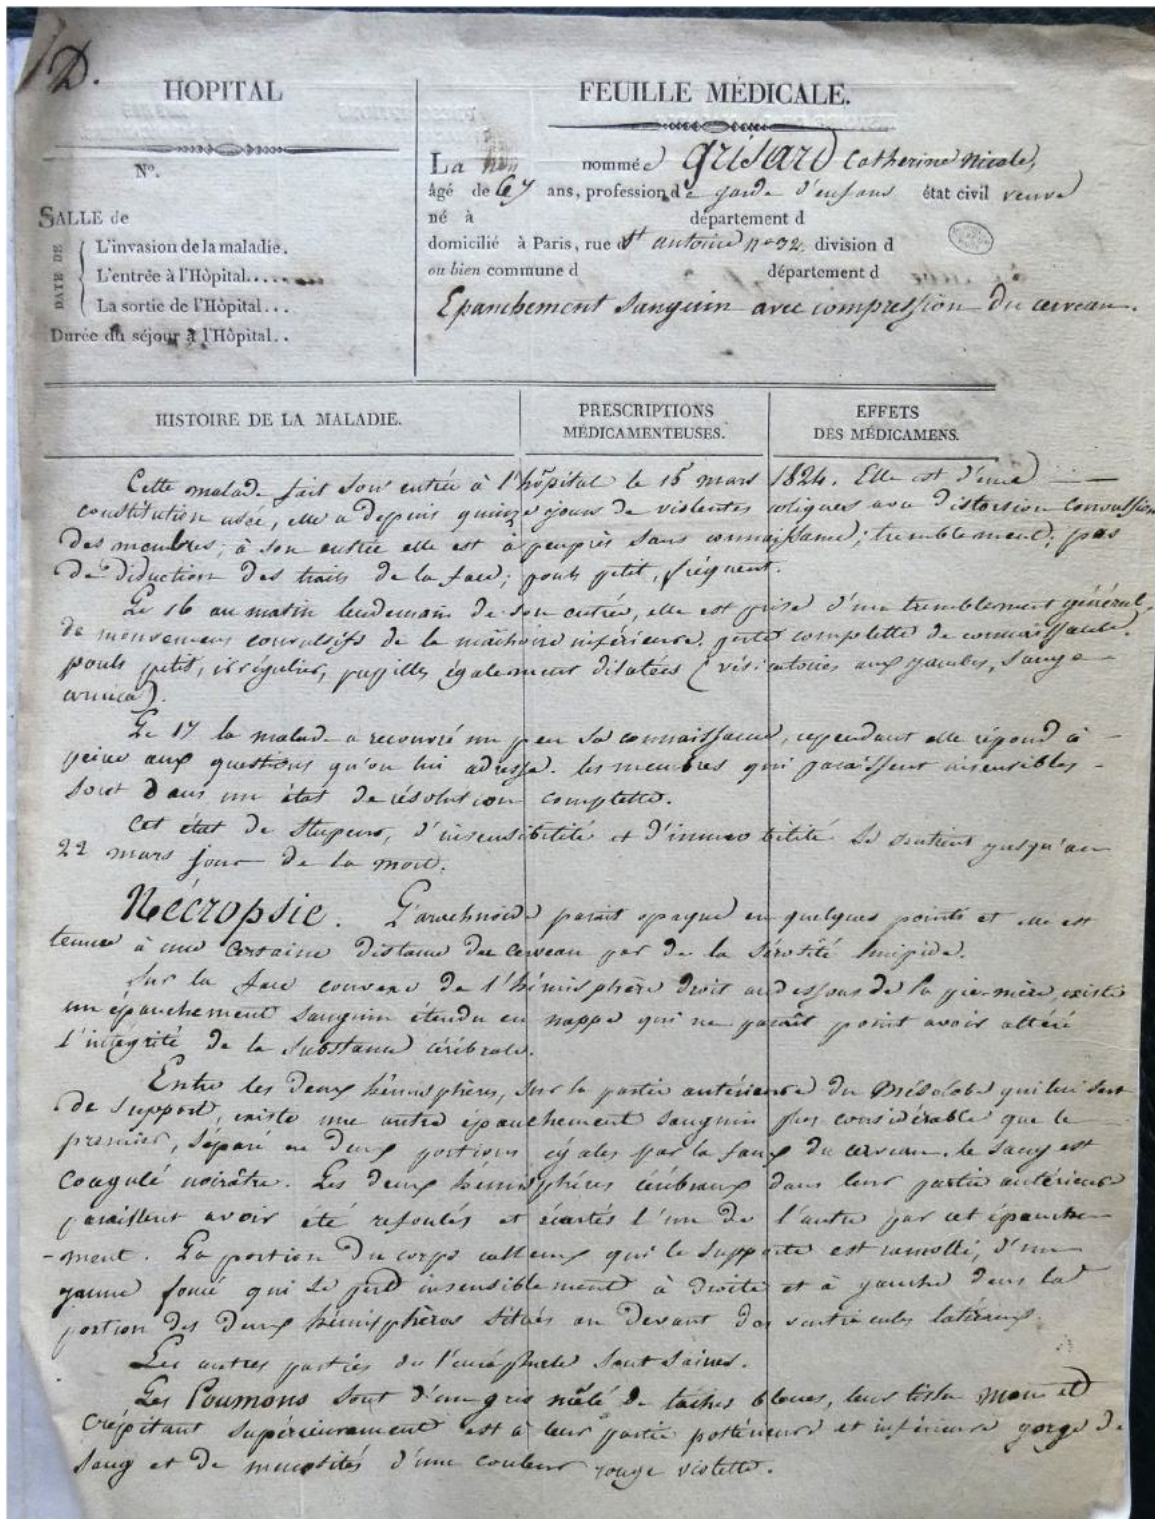 D.
HOPITAL
N°.
SALLE de
DATE DE
L'invasion de la maladie.
L'entrée à l'Hôpital.....
La sortie de l'Hôpital...
Durée du séjour à l'Hôpital..
FEUILLE MÉDICALE.
La nommée Grisard Catherine Nicole,
âgé de 67 ans, profession de garde d'enfans état civil veuve
né à département d
domicilié à Paris, rue St antoine n° 32. division d
ou bien commune d département d
Epanchement sanguin avec compression du cerveau.
HISTOIRE DE LA MALADIE.
PRESCRIPTIONS MÉDICAMENTEUSES.
EFFETS DES MÉDICAMENS.
Cette malade fait son entrée à l'hôpital le 15 mars 1824. Elle est d'une
constitution usée, elle a depuis quinze jours de violentes coliques avec distorsion convulsive
des membres; à son entrée elle est à peuprès sans connaissance; tremblement; pas
de diduction des traits de la face; pouls petit, fréquent.
Le 16 au matin lendemain de son entrée, elle est prise d'un tremblement général,
de mouvemens convulsifs de la mâchoire inférieure. perte complette de connaissance.
pouls petit, irrégulier, pupilles également dilatées (vésicatoires aux jambes,
arnica).
Le 17 la malade a recouvré un peu sa connaissance, cependant elle répond à
peine aux questions qu'on lui adresse. les membres qui paraissent insensibles
sont dans un état de résolution complette.
Cet état de stupeur, d'insensibilité et d'immobilité se soutient jusqu'au
22 mars jour de la mort.
Nécropsie. L'arachnoïde parait opaque en quelques points et elle est
tenue à une certaine distance du cerveau par de la sérosité limpide.
Sur la face convexe de l'hémisphère droit au dessous de la pie-mère, existe
un épanchement sanguin étendu en nappe qui ne parait point avoir altéré
l'intégrité de la substance cérébrale.
Entre les deux hémisphères, sur la partie antérieure du mésolobe qui lui sert
de support, existe une autre épanchement sanguin plus considérable que le
premier, séparé en deux portions égales par la faux du cerveau. le sang est
coagulé noirâtre. Les deux hémisphères cérébraux dans leur partie antérieure
paraissent avoir été refoulés et écartés l'un de l'autre par cet épanche-
-ment. La portion du corps calleux qui le supporte est ramollie, d'un
jaune foncé qui se perd insensiblement à droite et à gauche dans la
portion des deux hémisphères situés au devant des ventricules latéraux.
Les autres parties de l'encéphale sont saines.
Les Poumons sont d'un gris mêlé de taches bleues, leur tissu mou et
crépitant supérieurement est à leur partie postérieure et inférieure gorgé de
sang et de mucosités d'une couleur rouge violette.